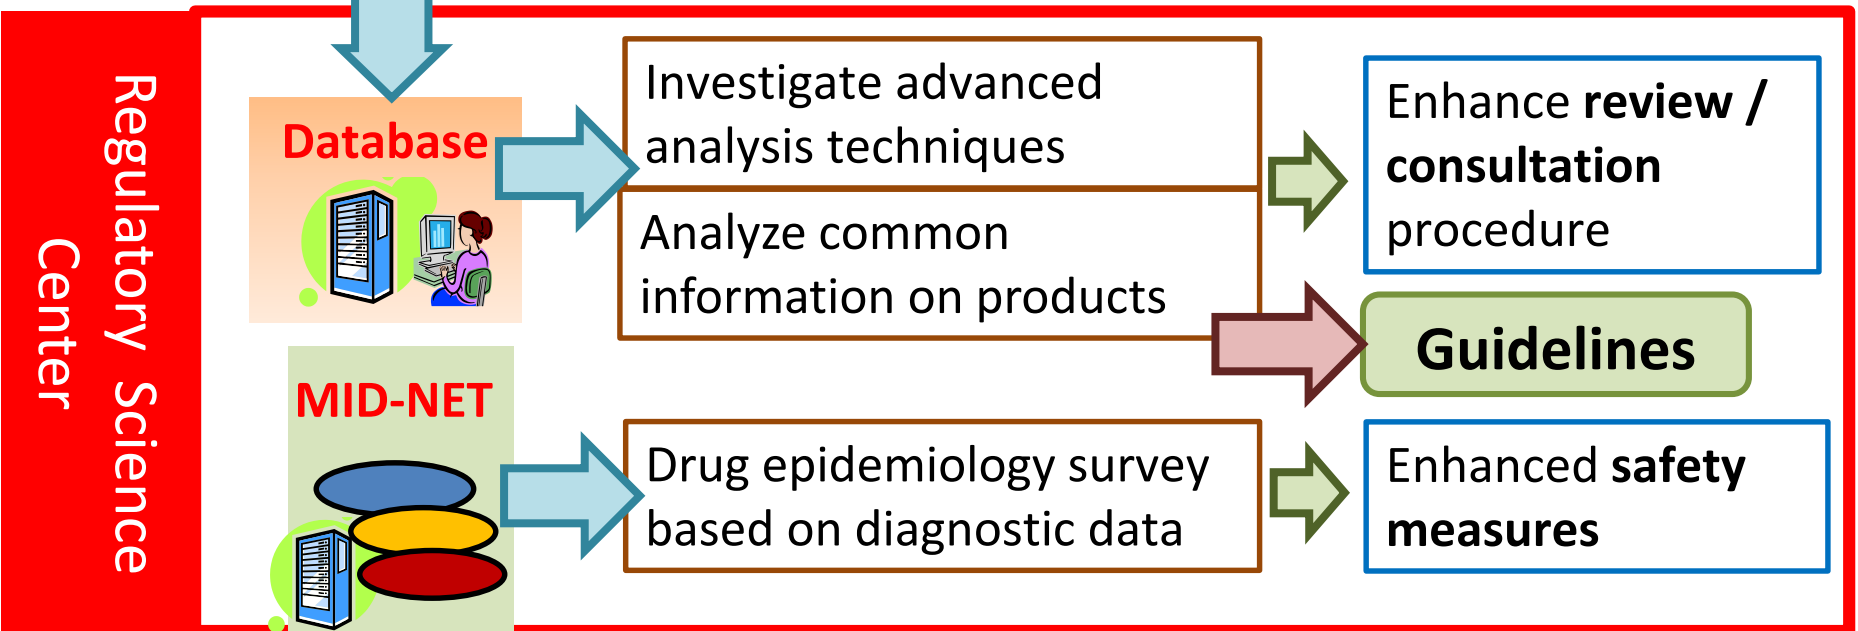 Regulatory Science
Center
Database
Investigate advanced
analysis techniques
Analyze common
information on products
Enhance review /
consultation
procedure
Guidelines
MID-NET
Drug epidemiology survey
based on diagnostic data
Enhanced safety
measures